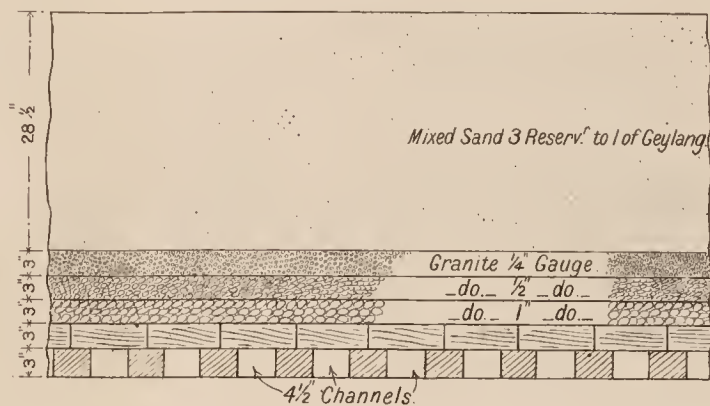 28½"
Mixed Sand 3 Reservʳ. to 1 of Geylang
3"
Granite ¼" Gauge
3"
_do._ ½" _do._
3"
_do._ 1" _do._
3"
3"
4½" Channels.